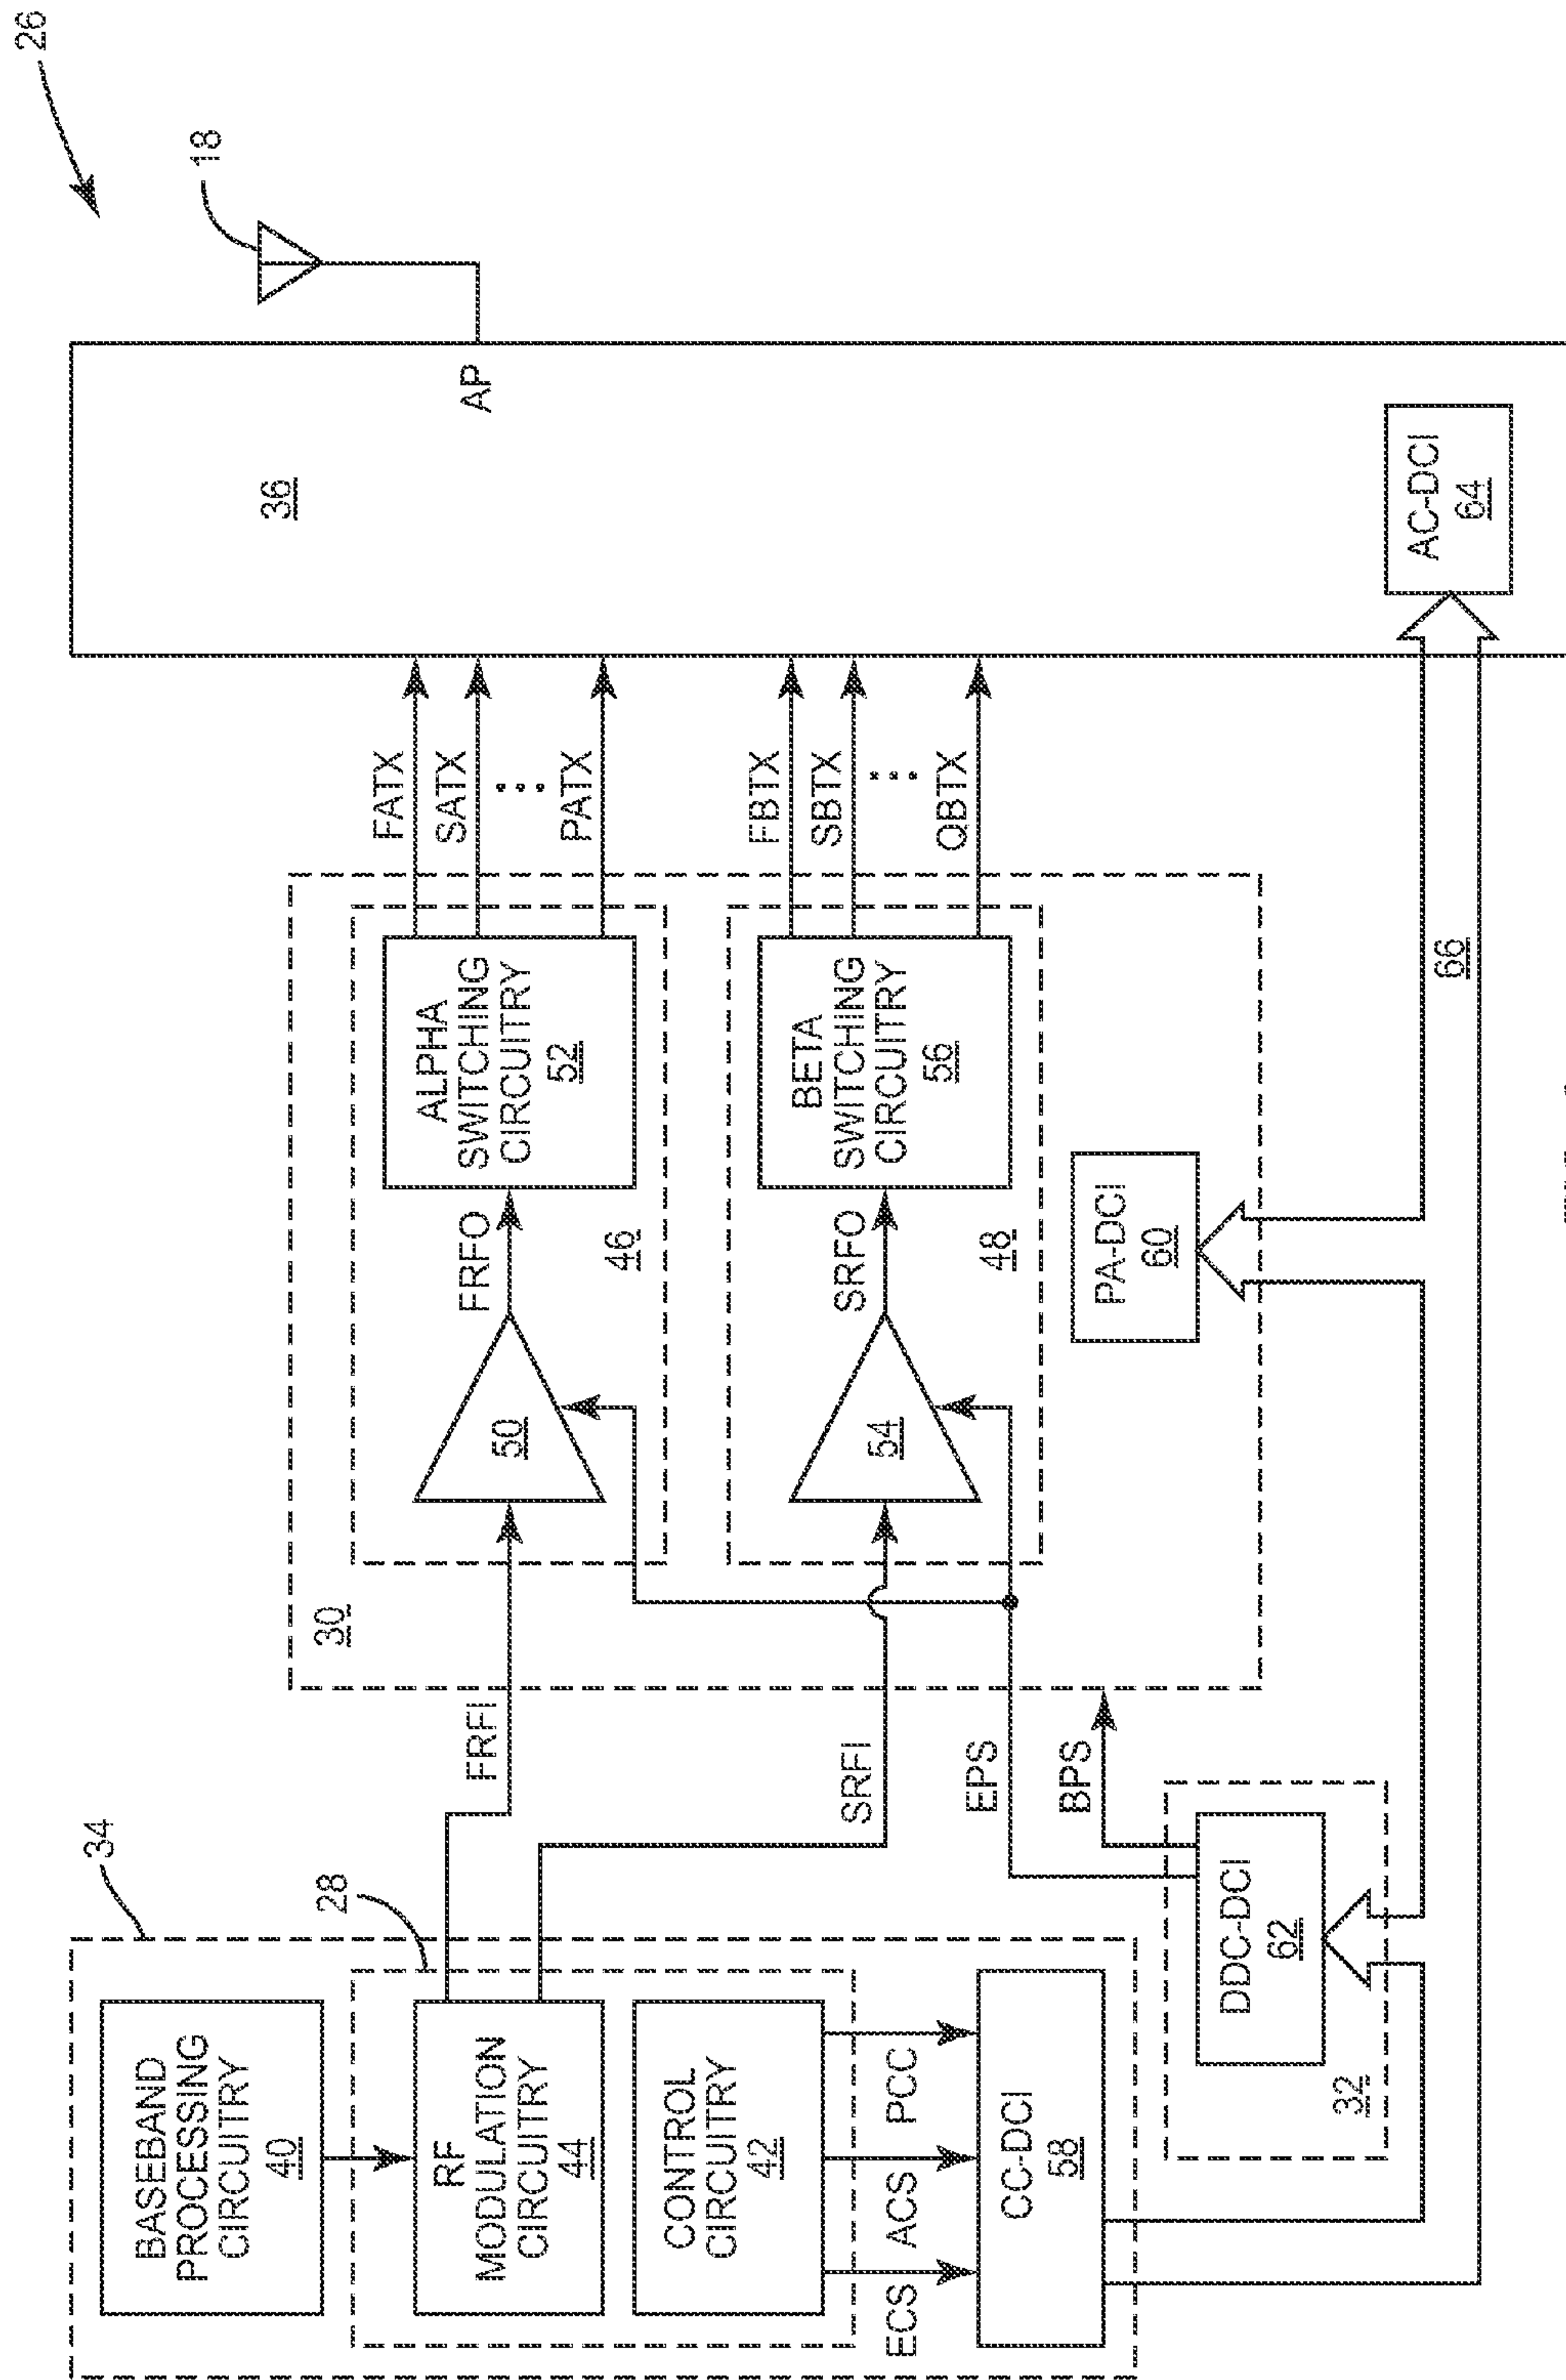 26
18
34
BASEBAND
PROCESSING
CIRCUITRY
40
28
RF
MODULATION
CIRCUITRY
44
CONTROL
CIRCUITRY
42
ECS
ACS
PCC
CC-DCI
58
FRFI
SRFI
EPS
BPS
DDC-DCI
62
32
30
50
FRFO
ALPHA
SWITCHING
CIRCUITRY
52
46
54
SRFO
BETA
SWITCHING
CIRCUITRY
56
48
PA-DCI
60
FATX
SATX
PATX
FBTX
SBTX
QBTX
36
AP
AC-DCI
64
66